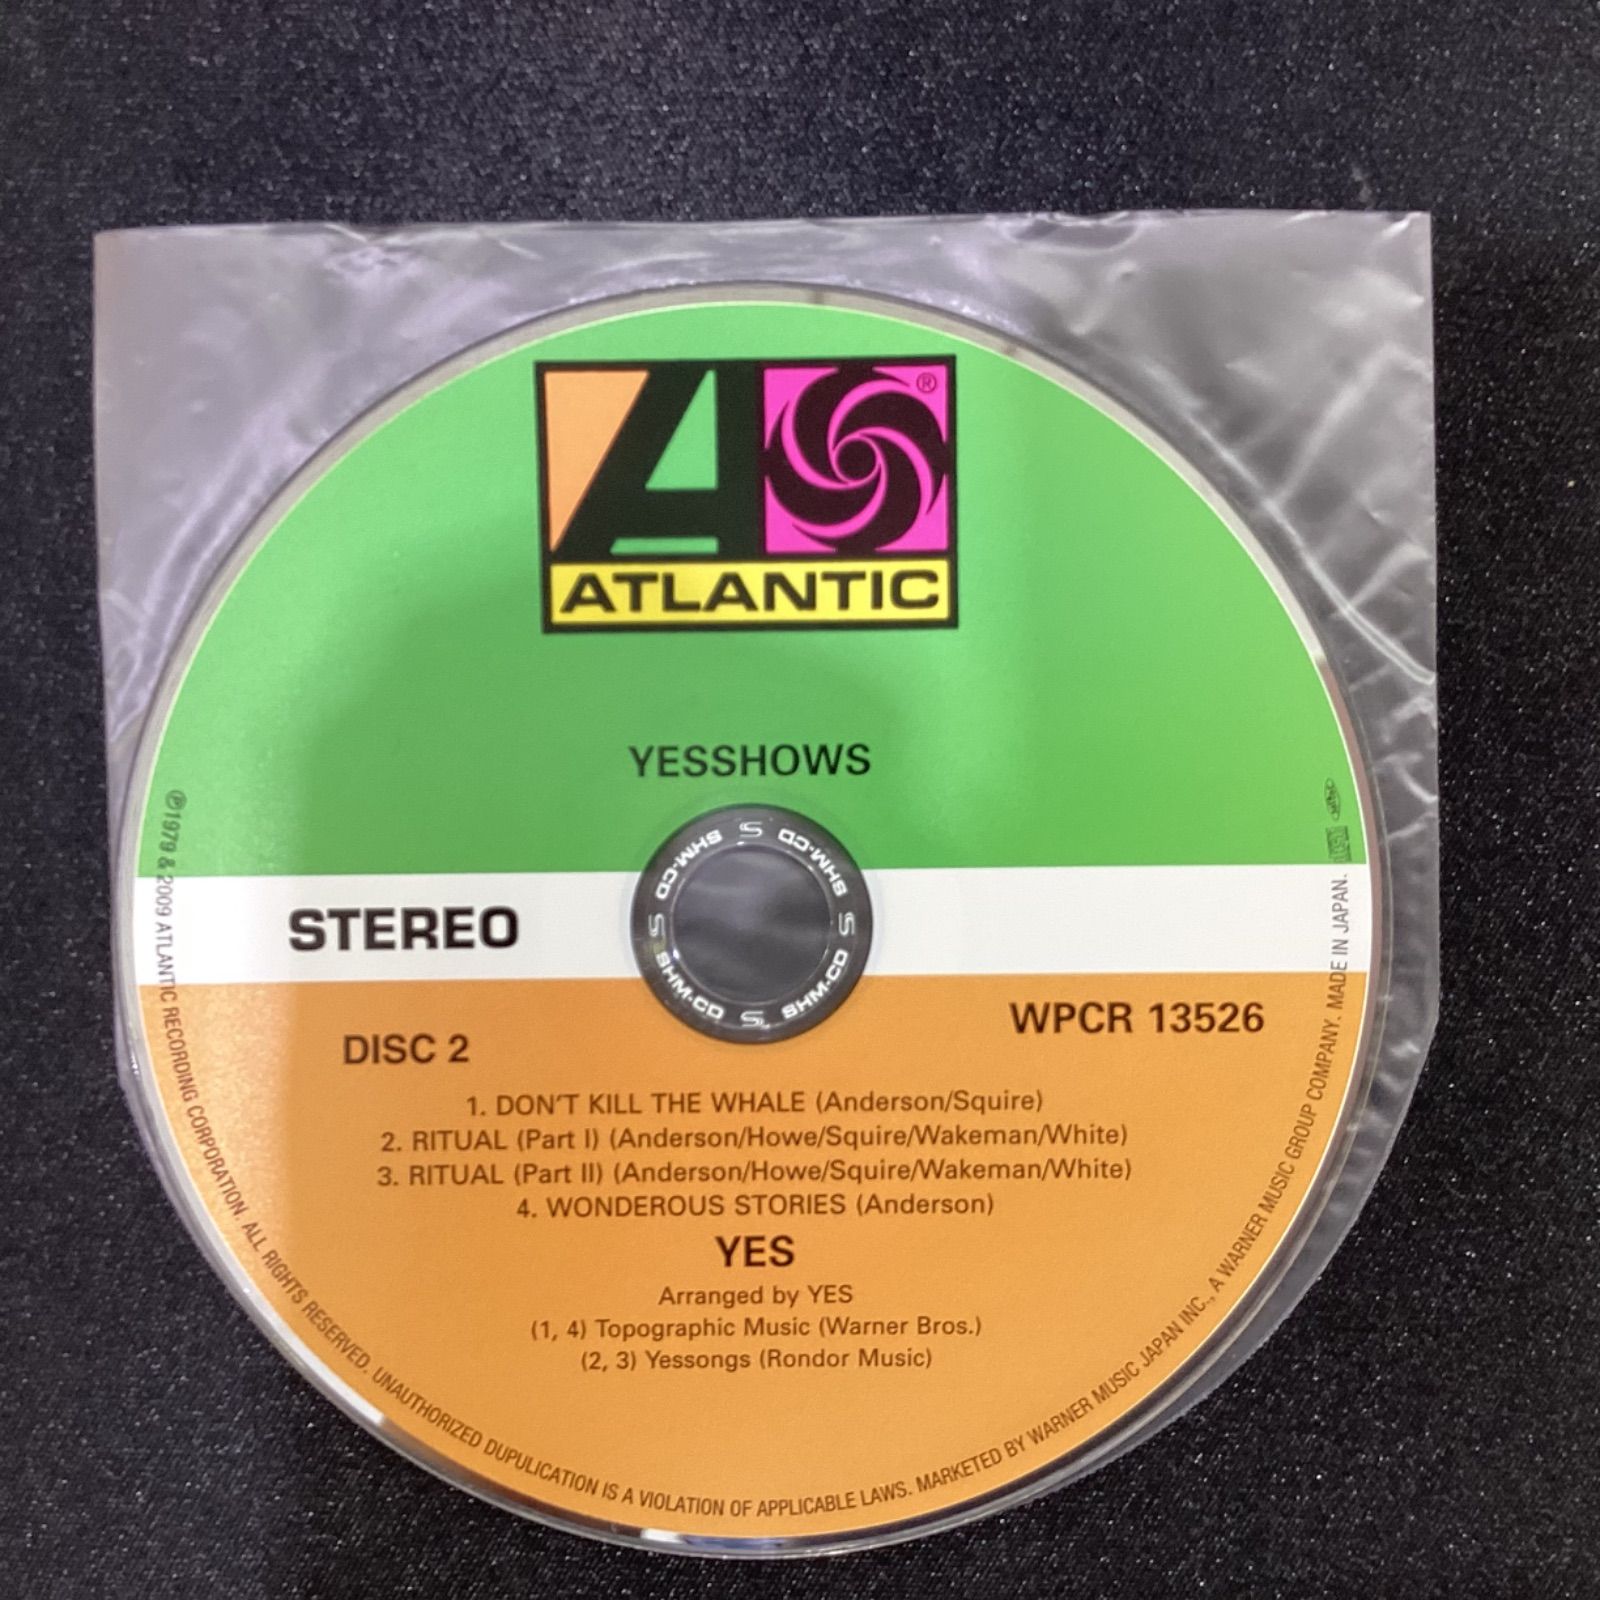 ®
ATLANTIC
YESSHOWS
SHM-CD S SHM-CD S SHM-CD S SHM-CD S
STEREO
DISC 2
WPCR 13526
1. DON'T KILL THE WHALE (Anderson/Squire)
2. RITUAL (Part I) (Anderson/Howe/Squire/Wakeman/White)
3. RITUAL (Part II) (Anderson/Howe/Squire/Wakeman/White)
4. WONDEROUS STORIES (Anderson)
YES
Arranged by YES
(1, 4) Topographic Music (Warner Bros.)
(2, 3) Yessongs (Rondor Music)
℗1979 & 2009 ATLANTIC RECORDING CORPORATION. ALL RIGHTS RESERVED. UNAUTHORIZED DUPULICATION IS A VIOLATION OF APPLICABLE LAWS. MARKETED BY WARNER MUSIC JAPAN INC., A WARNER MUSIC GROUP COMPANY. MADE IN JAPAN.